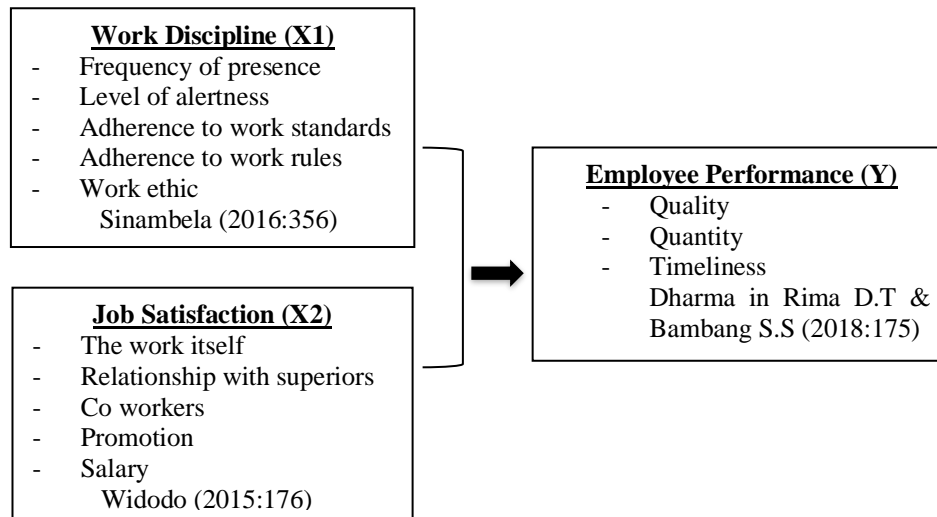 Work Discipline (X1)
- Frequency of presence
- Level of alertness
- Adherence to work standards
- Adherence to work rules
- Work ethic
Sinambela (2016:356)
Job Satisfaction (X2)
- The work itself
- Relationship with superiors
- Co workers
- Promotion
- Salary
Widodo (2015:176)
Employee Performance (Y)
- Quality
- Quantity
- Timeliness
Dharma in Rima D.T &
Bambang S.S (2018:175)